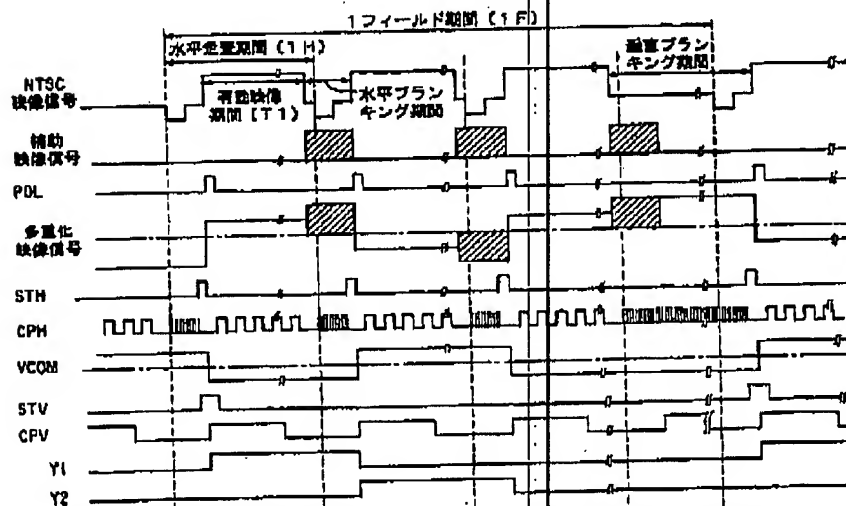 1フィールド期間(1F)
水平走査期間(1H)
垂直ブラン
キング期間
NTSC
映像信号
有効映像
期間(T1)
水平ブラン
キング期間
補助
映像信号
POL
多重化
映像信号
STH
CPH
VCOM
STV
CPV
Y1
Y2